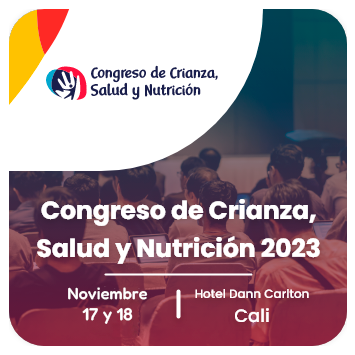 Congreso de Crianza,
Salud y Nutrición
Congreso de Crianza,
Salud y Nutrición 2023
Noviembre
17 y 18
Hotel Dann Carlton
Cali